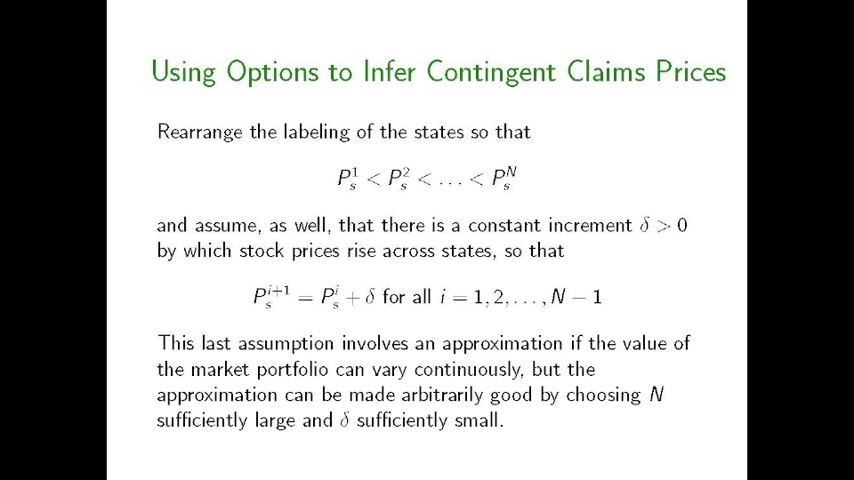 Using Options to Infer Contingent Claims Prices
Rearrange the labeling of the states so that
P_s^1 < P_s^2 < . . . < P_s^N
and assume, as well, that there is a constant increment δ > 0
by which stock prices rise across states, so that
P_s^{i+1} = P_s^i + δ for all i = 1, 2, . . . , N − 1
This last assumption involves an approximation if the value of
the market portfolio can vary continuously, but the
approximation can be made arbitrarily good by choosing N
sufficiently large and δ sufficiently small.